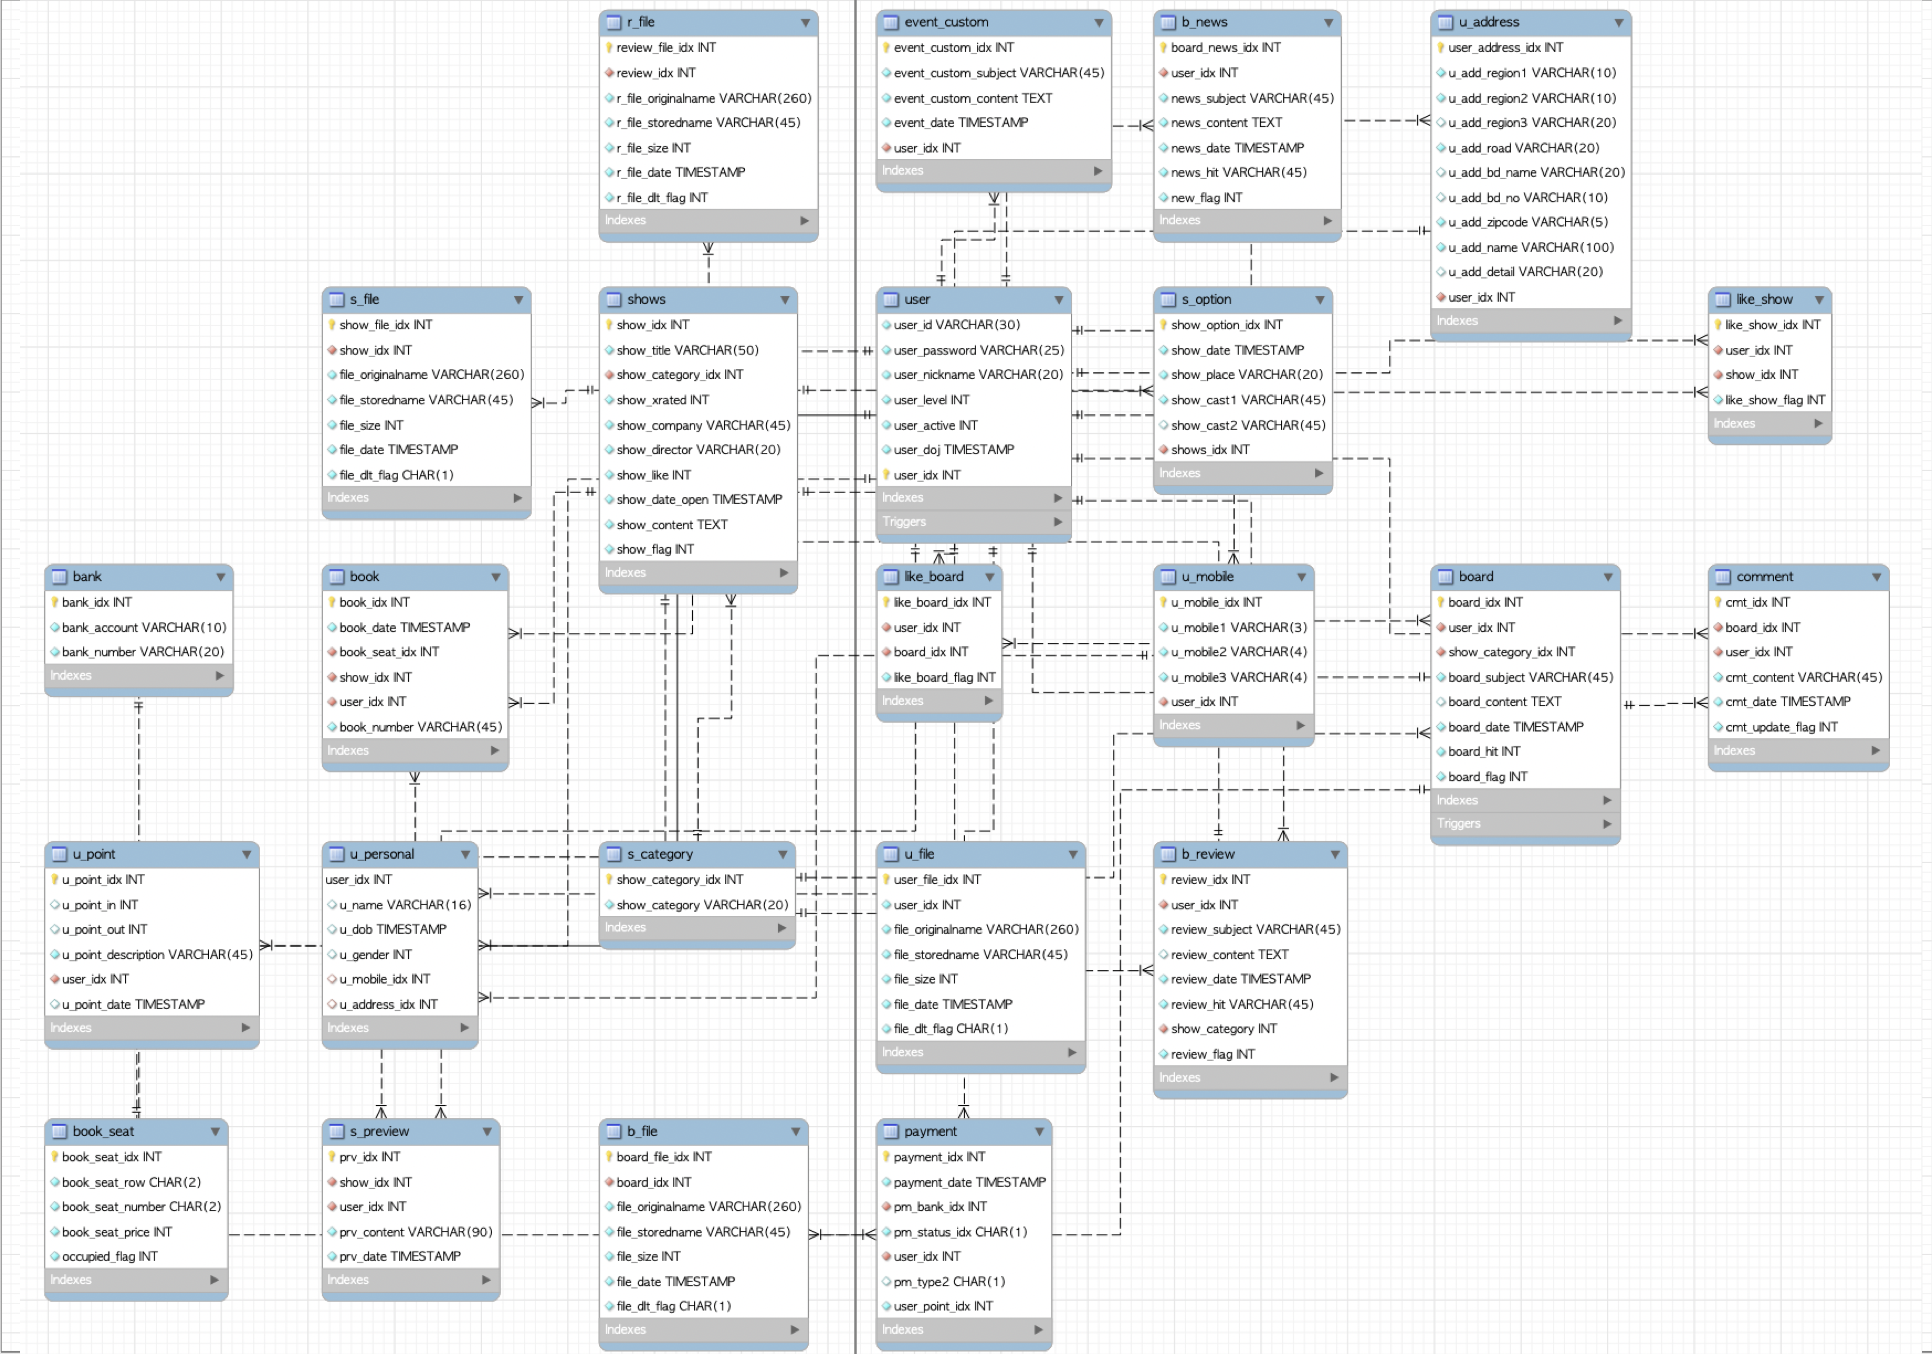 r_file
review_file_idx INT
review_idx INT
r_file_originalname VARCHAR(260)
r_file_storedname VARCHAR(45)
r_file_size INT
r_file_date TIMESTAMP
r_file_dlt_flag INT
Indexes
event_custom
event_custom_idx INT
event_custom_subject VARCHAR(45)
event_custom_content TEXT
event_date TIMESTAMP
user_idx INT
Indexes
b_news
board_news_idx INT
user_idx INT
news_subject VARCHAR(45)
news_content TEXT
news_date TIMESTAMP
news_hit VARCHAR(45)
new_flag INT
Indexes
u_address
user_address_idx INT
u_add_region1 VARCHAR(10)
u_add_region2 VARCHAR(10)
u_add_region3 VARCHAR(20)
u_add_road VARCHAR(20)
u_add_bd_name VARCHAR(20)
u_add_bd_no VARCHAR(10)
u_add_zipcode VARCHAR(5)
u_add_name VARCHAR(100)
u_add_detail VARCHAR(20)
user_idx INT
Indexes
s_file
show_file_idx INT
show_idx INT
file_originalname VARCHAR(260)
file_storedname VARCHAR(45)
file_size INT
file_date TIMESTAMP
file_dlt_flag CHAR(1)
Indexes
shows
show_idx INT
show_title VARCHAR(50)
show_category_idx INT
show_xrated INT
show_company VARCHAR(45)
show_director VARCHAR(20)
show_like INT
show_date_open TIMESTAMP
show_content TEXT
show_flag INT
Indexes
user
user_id VARCHAR(30)
user_password VARCHAR(25)
user_nickname VARCHAR(20)
user_level INT
user_active INT
user_doj TIMESTAMP
user_idx INT
Indexes
Triggers
s_option
show_option_idx INT
show_date TIMESTAMP
show_place VARCHAR(20)
show_cast1 VARCHAR(45)
show_cast2 VARCHAR(45)
shows_idx INT
Indexes
like_show
like_show_idx INT
user_idx INT
show_idx INT
like_show_flag INT
Indexes
bank
bank_idx INT
bank_account VARCHAR(10)
bank_number VARCHAR(20)
Indexes
book
book_idx INT
book_date TIMESTAMP
book_seat_idx INT
show_idx INT
user_idx INT
book_number VARCHAR(45)
Indexes
like_board
like_board_idx INT
user_idx INT
board_idx INT
like_board_flag INT
Indexes
u_mobile
u_mobile_idx INT
u_mobile1 VARCHAR(3)
u_mobile2 VARCHAR(4)
u_mobile3 VARCHAR(4)
user_idx INT
Indexes
board
board_idx INT
user_idx INT
show_category_idx INT
board_subject VARCHAR(45)
board_content TEXT
board_date TIMESTAMP
board_hit INT
board_flag INT
Indexes
Triggers
comment
cmt_idx INT
board_idx INT
user_idx INT
cmt_content VARCHAR(45)
cmt_date TIMESTAMP
cmt_update_flag INT
Indexes
u_point
u_point_idx INT
u_point_in INT
u_point_out INT
u_point_description VARCHAR(45)
user_idx INT
u_point_date TIMESTAMP
Indexes
u_personal
user_idx INT
u_name VARCHAR(16)
u_dob TIMESTAMP
u_gender INT
u_mobile_idx INT
u_address_idx INT
Indexes
s_category
show_category_idx INT
show_category VARCHAR(20)
Indexes
u_file
user_file_idx INT
user_idx INT
file_originalname VARCHAR(260)
file_storedname VARCHAR(45)
file_size INT
file_date TIMESTAMP
file_dlt_flag CHAR(1)
Indexes
b_review
review_idx INT
user_idx INT
review_subject VARCHAR(45)
review_content TEXT
review_date TIMESTAMP
review_hit VARCHAR(45)
show_category INT
review_flag INT
Indexes
book_seat
book_seat_idx INT
book_seat_row CHAR(2)
book_seat_number CHAR(2)
book_seat_price INT
occupied_flag INT
Indexes
s_preview
prv_idx INT
show_idx INT
user_idx INT
prv_content VARCHAR(90)
prv_date TIMESTAMP
Indexes
b_file
board_file_idx INT
board_idx INT
file_originalname VARCHAR(260)
file_storedname VARCHAR(45)
file_size INT
file_date TIMESTAMP
file_dlt_flag CHAR(1)
Indexes
payment
payment_idx INT
payment_date TIMESTAMP
pm_bank_idx INT
pm_status_idx CHAR(1)
user_idx INT
pm_type2 CHAR(1)
user_point_idx INT
Indexes